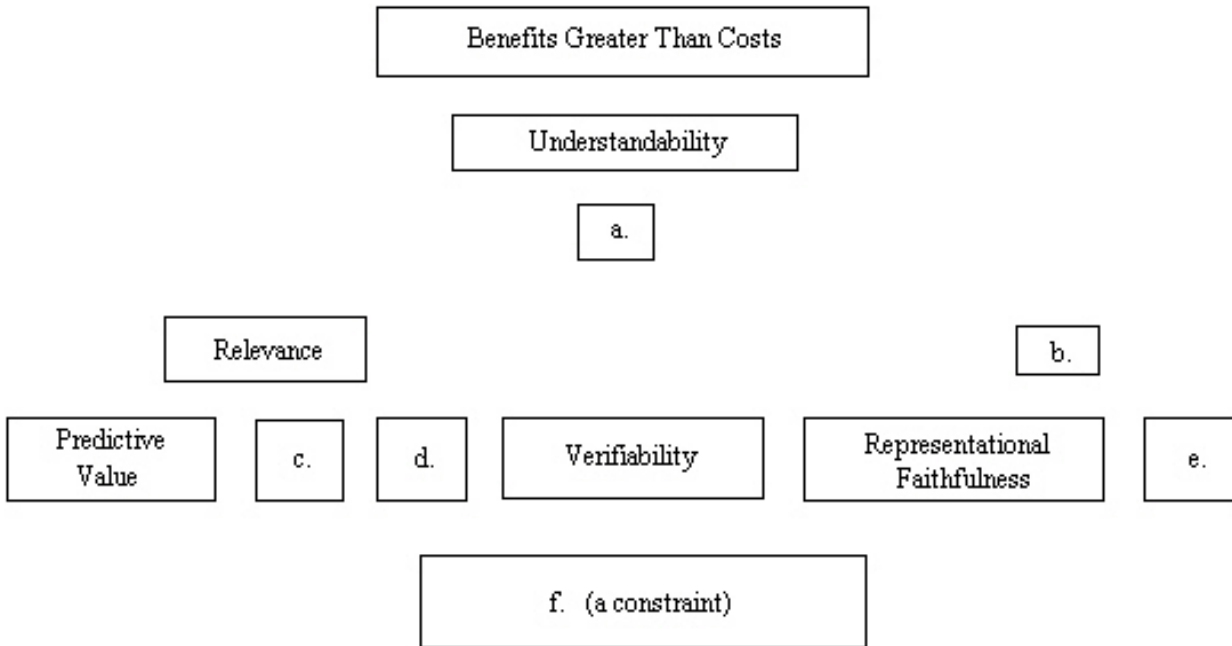 Benefits Greater Than Costs
Understandability
a.
Relevance
b.
Predictive
Value
c.
d.
Verifiability
Representational
Faithfulness
e.
f. (a constraint)